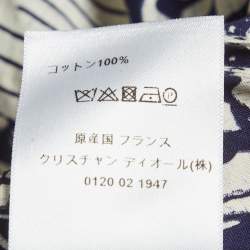 コットン100%
原産国 フランス
クリスチャン ディオール(株)
0120 02 1947